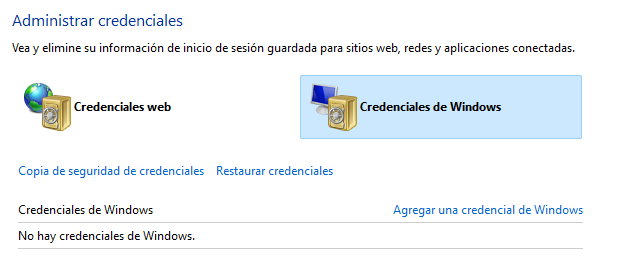 Administrar credenciales
Vea y elimine su información de inicio de sesión guardada para sitios web, redes y aplicaciones conectadas.
Credenciales web
Credenciales de Windows
Copia de seguridad de credenciales
Restaurar credenciales
Credenciales de Windows
Agregar una credencial de Windows
No hay credenciales de Windows.